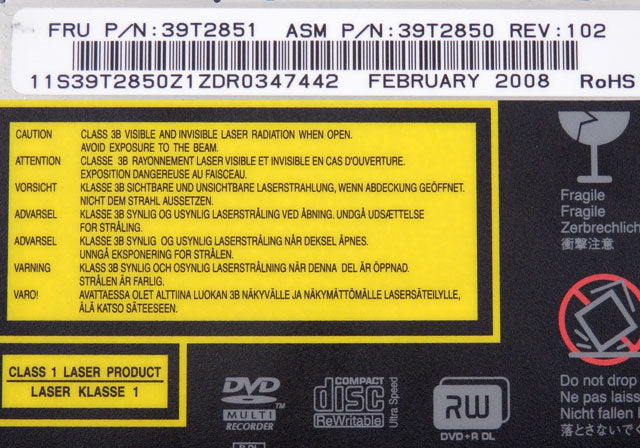 FRU P/N:39T2851 ASM P/N:39T2850 REV:102
11S39T2850Z1ZDR0347442 FEBRUARY 2008 RoHS
CAUTION CLASS 3B VISIBLE AND INVISIBLE LASER RADIATION WHEN OPEN.
AVOID EXPOSURE TO THE BEAM.
ATTENTION CLASSE 3B RAYONNEMENT LASER VISIBLE ET INVISIBLE EN CAS D'OUVERTURE.
EXPOSITION DANGEREUSE AU FAISCEAU.
VORSICHT KLASSE 3B SICHTBARE UND UNSICHTBARE LASERSTRAHLUNG, WENN ABDECKUNG GEÖFFNET.
NICHT DEM STRAHL AUSSETZEN.
ADVARSEL KLASSE 3B SYNLIG OG USYNLIG LASERSTRÅLING VED ÅBNING. UNDGÅ UDSÆTTELSE
FOR STRÅLING.
ADVARSEL KLASSE 3B SYNLIG OG USYNLIG LASERSTRÅLING NÅR DEKSEL ÅPNES.
UNNGÅ EKSPONERING FOR STRÅLEN.
VARNING KLASS 3B SYNLIG OCH OSYNLIG LASERSTRÅLNING NÄR DENNA DEL ÄR ÖPPNAD.
STRÅLEN ÄR FARLIG.
VARO! AVATTAESSA OLET ALTTIINA LUOKAN 3B NÄKYVÄLLE JA NÄKYMÄTTÖMÄLLE LASERSÄTEILYLLE,
ÄLÄ KATSO SÄTEESEEN.
Fragile
Fragile
Zerbrechlich
衝撃注意
CLASS 1 LASER PRODUCT
LASER KLASSE 1
DVD TM
MULTI
RECORDER
COMPACT
disc
ReWritable
Ultra Speed
RW
DVD+R DL
Do not drop
Ne pas laiss
Nicht fallen
落とさないで